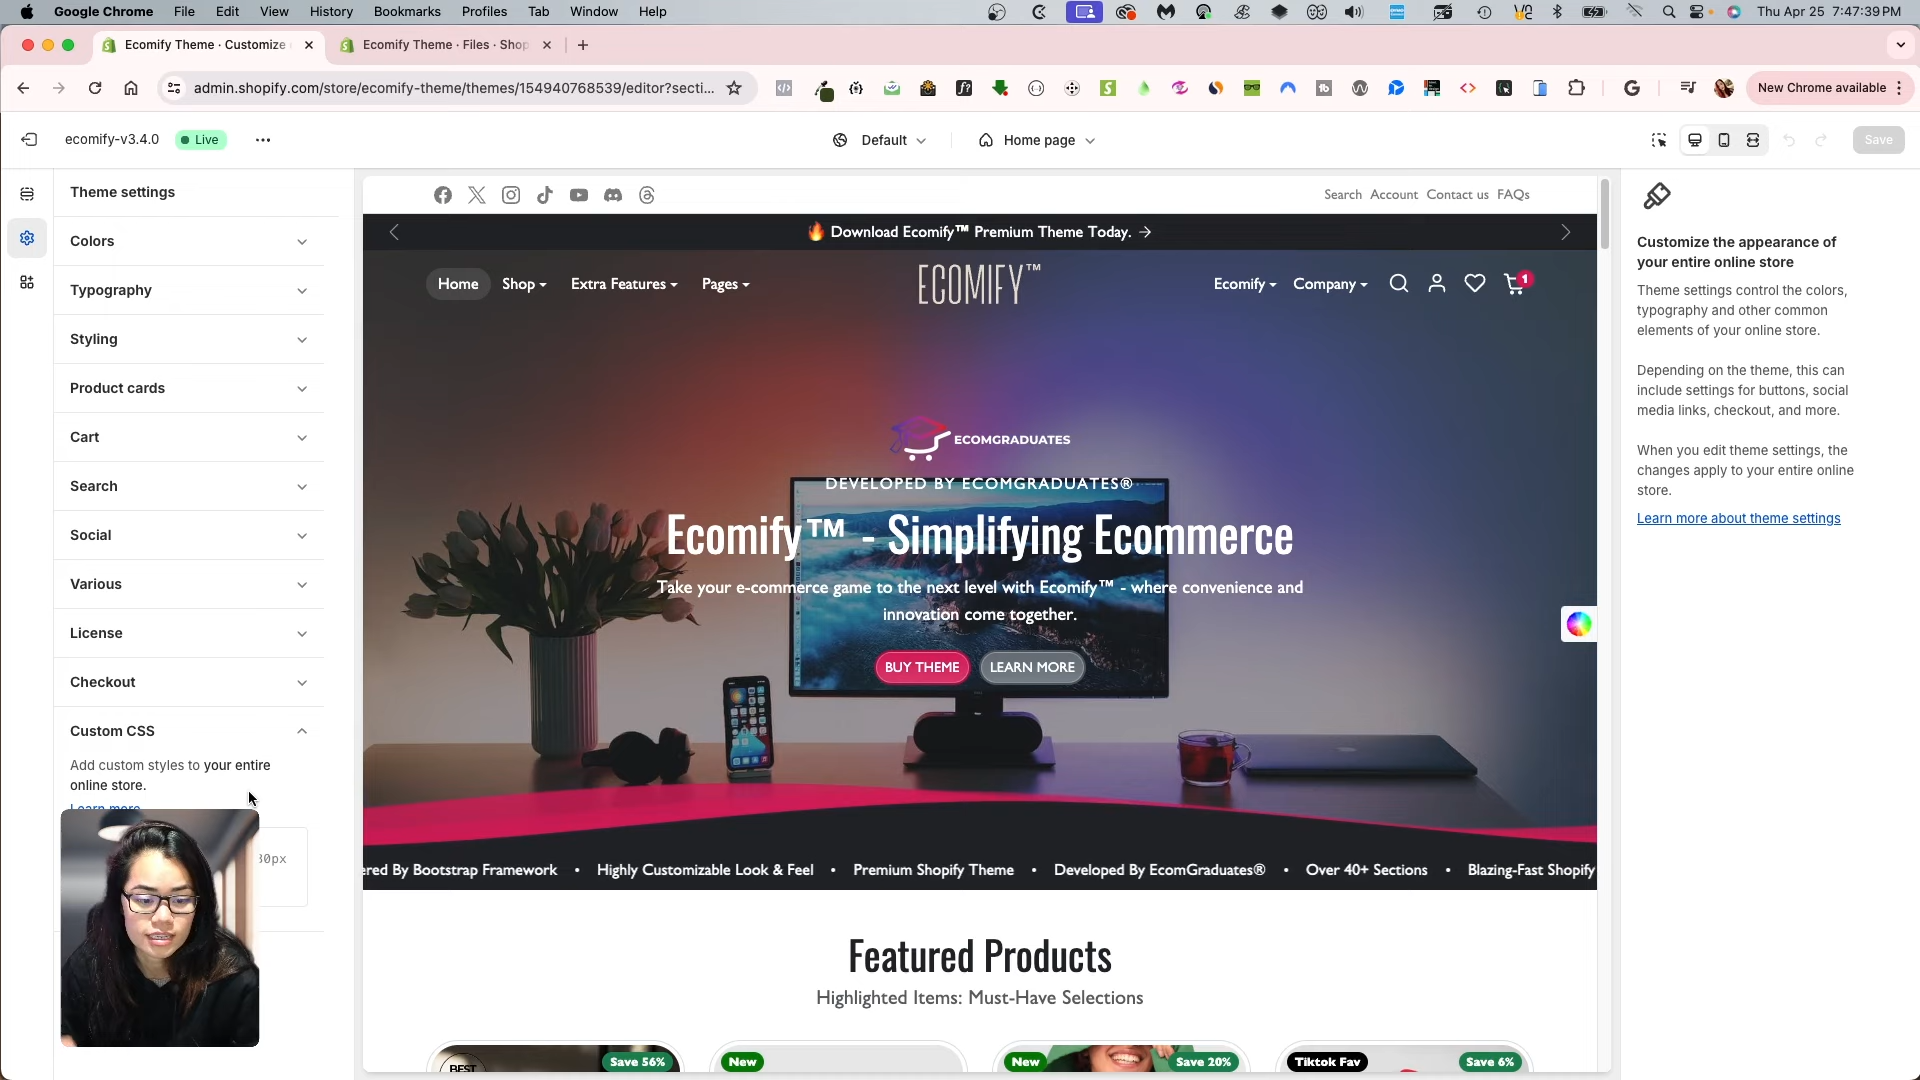 Google Chrome File Edit View History Bookmarks Profiles Tab Window Help
Thu Apr 25 7:47:39 PM
Ecomify Theme · Customize
Ecomify Theme · Files · Shop
admin.shopify.com/store/ecomify-theme/themes/154940768539/editor?secti...
New Chrome available
ecomify-v3.4.0
Live
Default
Home page
Save
Theme settings
Colors
Typography
Styling
Product cards
Cart
Search
Social
Various
License
Checkout
Custom CSS
Add custom styles to your entire
online store.
Learn more
30px
Search Account Contact us FAQs
🔥 Download Ecomify™ Premium Theme Today. →
Home Shop Extra Features Pages
ECOMIFY™
Ecomify Company
1
ECOMGRADUATES
DEVELOPED BY ECOMGRADUATES®
Ecomify™ - Simplifying Ecommerce
Take your e-commerce game to the next level with Ecomify™ - where convenience and
innovation come together.
BUY THEME LEARN MORE
ered By Bootstrap Framework • Highly Customizable Look & Feel • Premium Shopify Theme • Developed By EcomGraduates® • Over 40+ Sections • Blazing-Fast Shopify
Featured Products
Highlighted Items: Must-Have Selections
BEST
Save 56%
New
New
Save 20%
Tiktok Fav
Save 6%
Customize the appearance of
your entire online store
Theme settings control the colors,
typography and other common
elements of your online store.
Depending on the theme, this can
include settings for buttons, social
media links, checkout, and more.
When you edit theme settings, the
changes apply to your entire online
store.
Learn more about theme settings